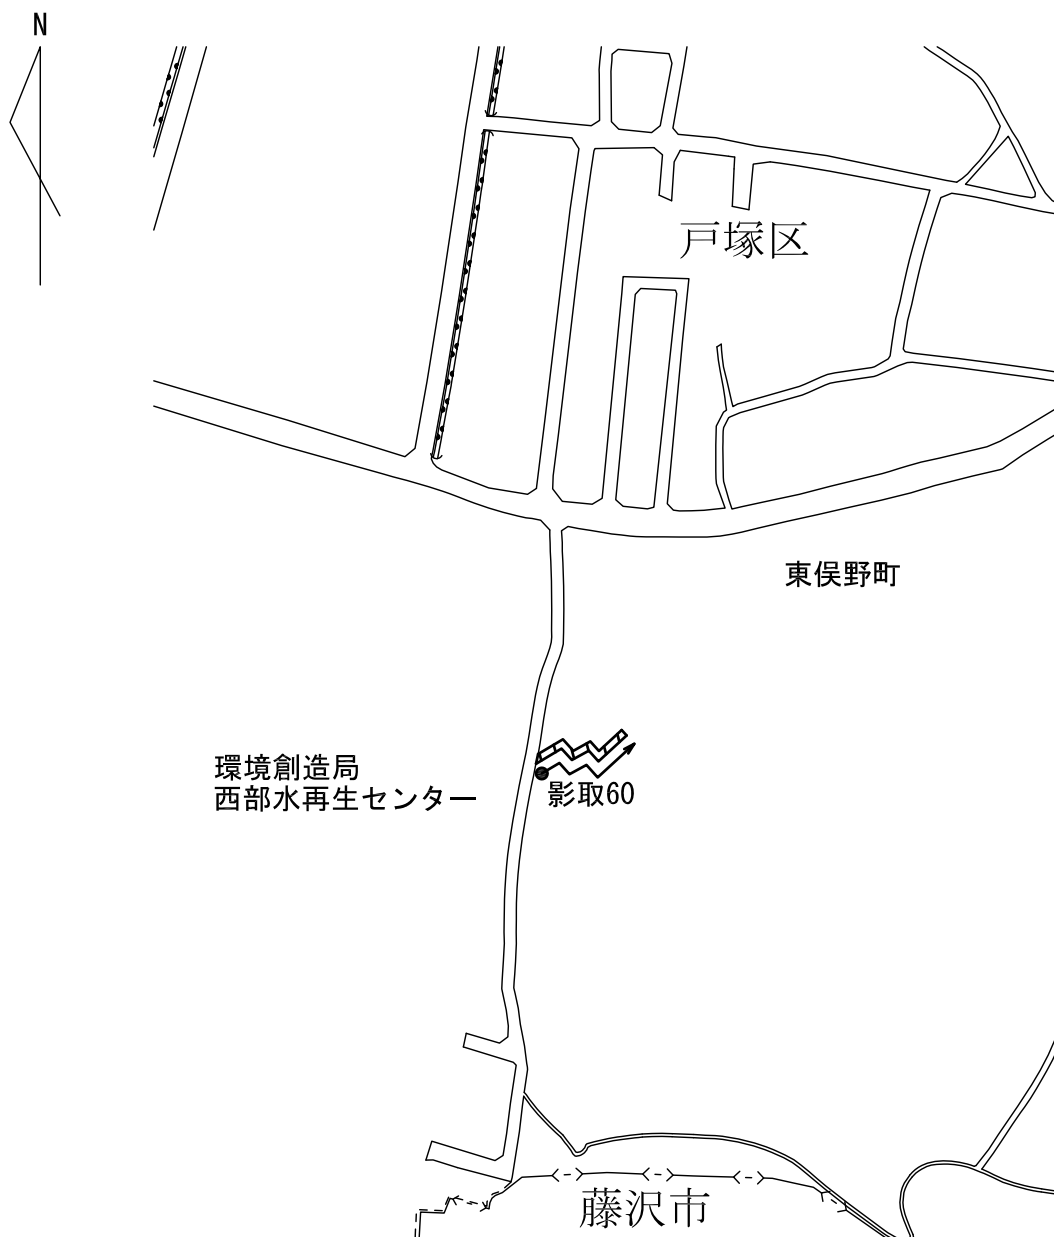 N
戸塚区
東俣野町
環境創造局
西部水再生センター
影取60
藤沢市